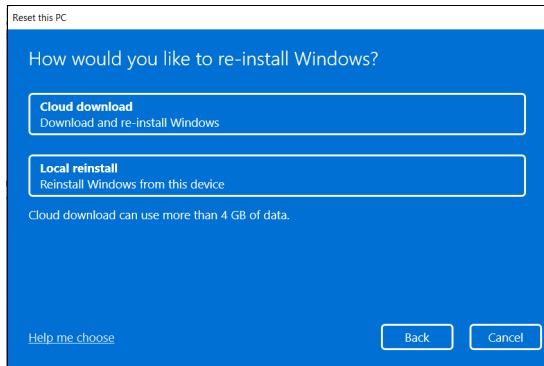 Reset this PC
How would you like to re-install Windows?
Cloud download
Download and re-install Windows
Local reinstall
Reinstall Windows from this device
Cloud download can use more than 4 GB of data.
Help me choose
Back
Cancel